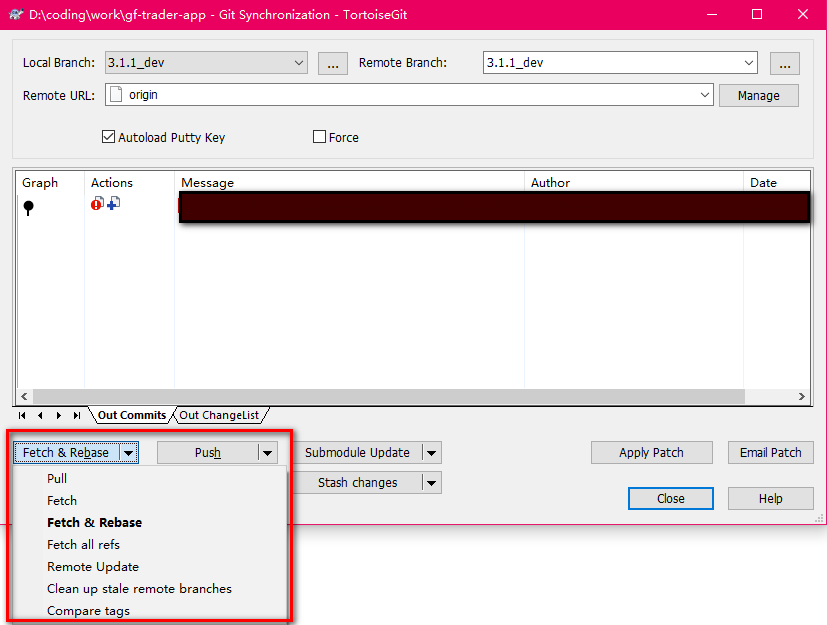 D:\coding\work\gf-trader-app - Git Synchronization - TortoiseGit
Local Branch: 3.1.1_dev ... Remote Branch: 3.1.1_dev ...
Remote URL: origin Manage
Autoload Putty Key Force
Graph Actions Message Author Date
Out Commits Out ChangeList
Fetch & Rebase Push Submodule Update Apply Patch Email Patch
Stash changes Close Help
Pull
Fetch
Fetch & Rebase
Fetch all refs
Remote Update
Clean up stale remote branches
Compare tags